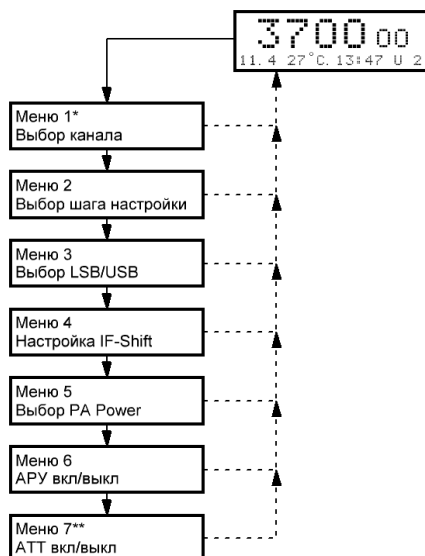 3700 00
11.4 27°C.13:47 U 2
Меню 1*
Выбор канала
Меню 2
Выбор шага настройки
Меню 3
Выбор LSB/USB
Меню 4
Настройка IF-Shift
Меню 5
Выбор PA Power
Меню 6
АРУ вкл/выкл
Меню 7**
АТТ вкл/выкл